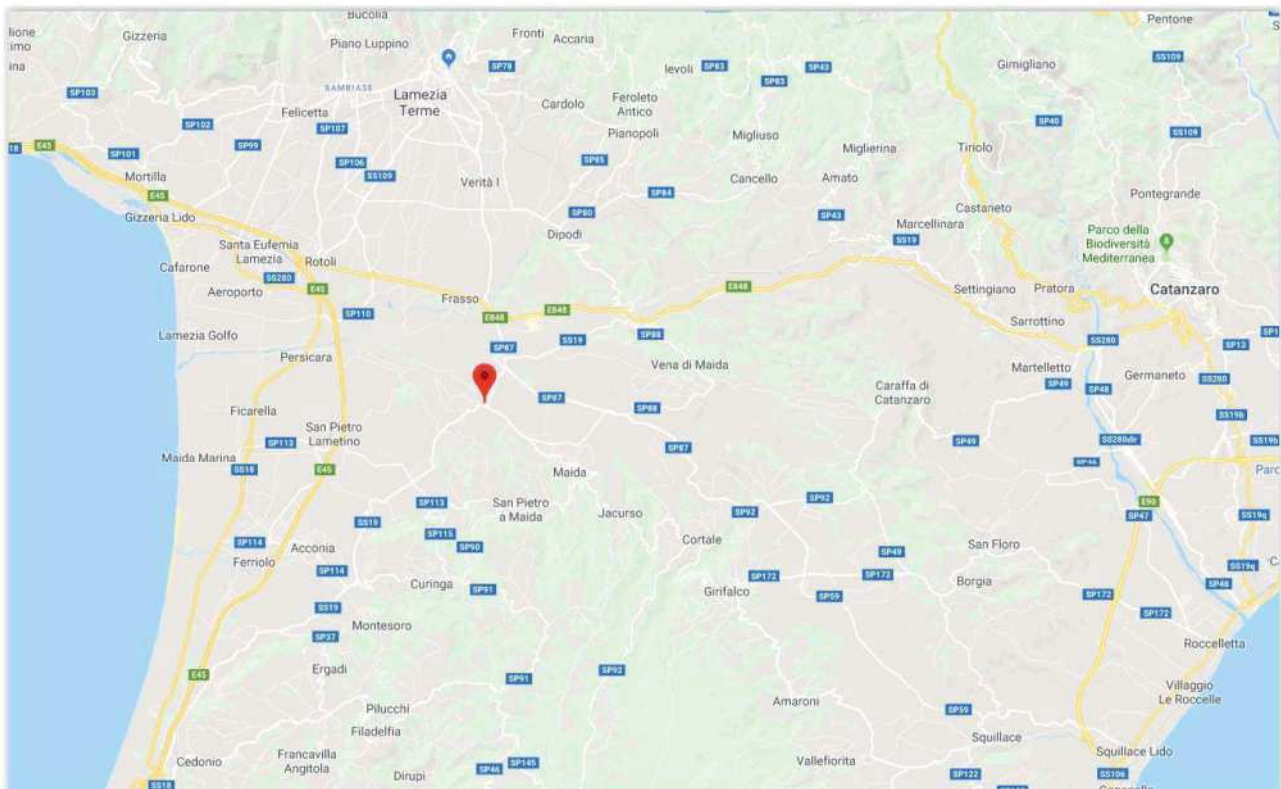 Bucolia
Pentone
Gizzeria
Fronti
Accaria
Piano Luppino
SP78
Ievoli
SP83
SP43
Gimigliano
SS109
SP83
SAMBIASE
Lamezia
Terme
SP103
Cardolo
Feroleto
Antico
Felicetta
SP102
SP107
Pianopoli
Migliuso
SP40
SS109
SP99
Miglierina
Tiriolo
18
E45
SP101
SP106
SP85
SS109
Mortilla
Verità I
Cancello
Amato
E45
SP84
Pontegrande
Gizzeria Lido
SP80
SP43
Castaneto
Marcellinara
Dipodi
SS19
Parco della
Biodiversità
Mediterranea
Santa Eufemia
Lamezia
Rotoli
Cafarone
SS280
Aeroporto
E45
Frasso
E848
E848
E848
Settingiano
Pratora
Catanzaro
SP110
Sarrottino
Lamezia Golfo
SP87
SS19
SP88
SS280
SP13
Persicara
Vena di Maida
Martelletto
SP49
SP48
Germaneto
SS280
Caraffa di
Catanzaro
SP87
SP88
Ficarella
SS19b
San Pietro
Lametino
SP113
SP87
SP49
SS280dir
SS19b
Maida Marina
SS18
E45
Maida
SP46
Parc
SP113
San Pietro
a Maida
SP92
SP92
E90
SP47
SS19q
SS19
Jacurso
SP115
SP90
Cortale
SP114
Acconia
San Floro
SP49
Ferriolo
SP114
Curinga
SP91
SP172
SP172
Borgia
SS19q
SP48
Girifalco
SP59
SP172
SP172
SS19
Montesoro
SP37
Roccelletta
Ergadi
E45
SP91
SP92
Villaggio
Le Roccelle
Amaroni
Pilucchi
SP59
Filadelfia
Squillace
Cedonio
Francavilla
Angitola
SP46
SP145
Vallefiorita
Squillace Lido
Dirupi
SP122
SS106
SS18